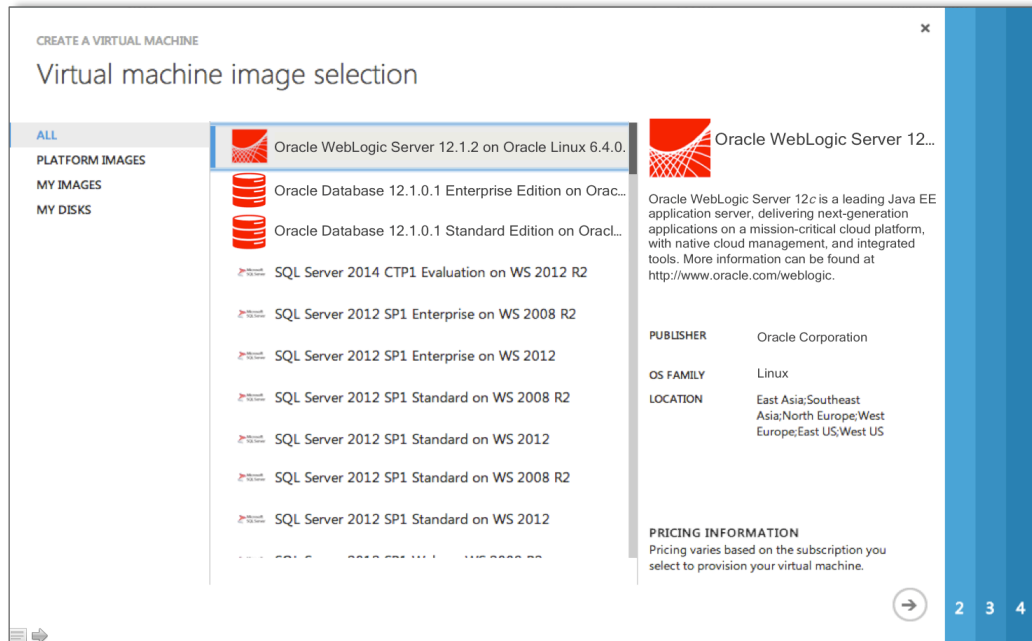 CREATE A VIRTUAL MACHINE
Virtual machine image selection
ALL
PLATFORM IMAGES
MY IMAGES
MY DISKS
Oracle WebLogic Server 12.1.2 on Oracle Linux 6.4.0.
Oracle Database 12.1.0.1 Enterprise Edition on Orac...
Oracle Database 12.1.0.1 Standard Edition on Oracl...
SQL Server 2014 CTP1 Evaluation on WS 2012 R2
SQL Server 2012 SP1 Enterprise on WS 2008 R2
SQL Server 2012 SP1 Enterprise on WS 2012
SQL Server 2012 SP1 Standard on WS 2008 R2
SQL Server 2012 SP1 Standard on WS 2012
SQL Server 2012 SP1 Standard on WS 2008 R2
SQL Server 2012 SP1 Standard on WS 2012
Oracle WebLogic Server 12...
Oracle WebLogic Server 12c is a leading Java EE
application server, delivering next-generation
applications on a mission-critical cloud platform,
with native cloud management, and integrated
tools. More information can be found at
http://www.oracle.com/weblogic.
PUBLISHER Oracle Corporation
OS FAMILY Linux
LOCATION East Asia;Southeast
Asia;North Europe;West
Europe;East US;West US
PRICING INFORMATION
Pricing varies based on the subscription you
select to provision your virtual machine.
2 3 4